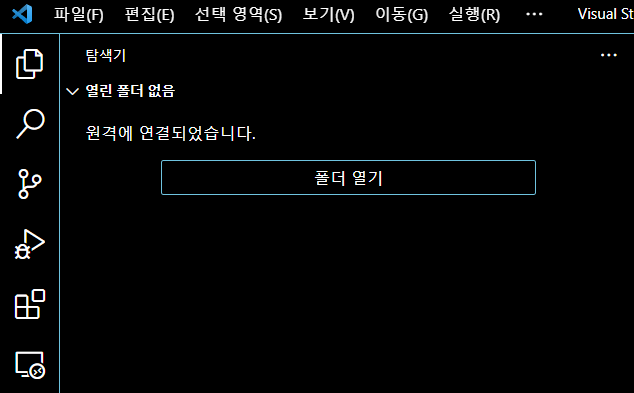 파일(F) 편집(E) 선택 영역(S) 보기(V) 이동(G) 실행(R) ··· Visual St
탐색기 ···
열린 폴더 없음
원격에 연결되었습니다.
폴더 열기